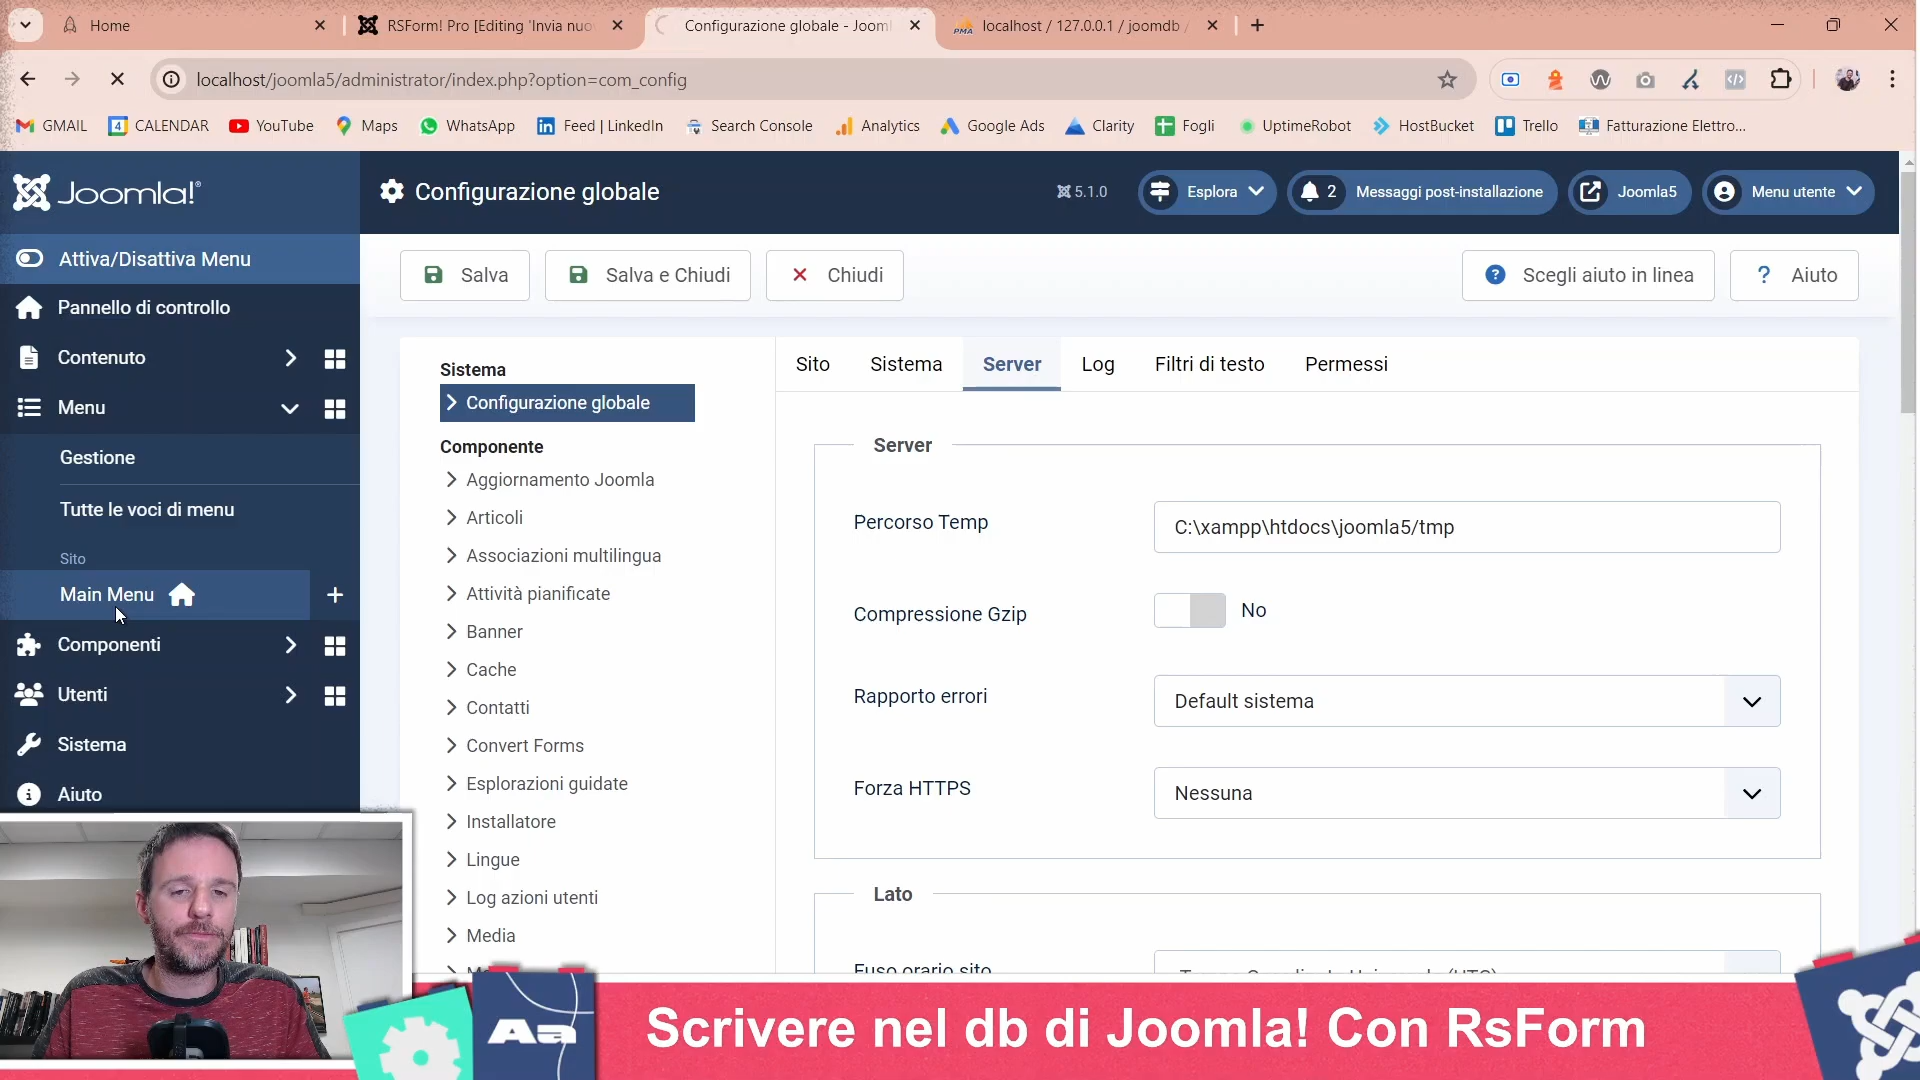 Home
RSForm! Pro [Editing 'Invia nuo
Configurazione globale - Jooml
PMA
localhost / 127.0.0.1 / joomdb /
localhost/joomla5/administrator/index.php?option=com_config
GMAIL
4 CALENDAR
YouTube
Maps
WhatsApp
Feed | LinkedIn
Search Console
Analytics
Google Ads
Clarity
Fogli
UptimeRobot
HostBucket
Trello
Fatturazione Elettro...
Joomla!
Configurazione globale
5.1.0
Esplora
2 Messaggi post-installazione
Joomla5
Menu utente
Attiva/Disattiva Menu
Pannello di controllo
Contenuto
Menu
Gestione
Tutte le voci di menu
Sito
Main Menu
Componenti
Utenti
Sistema
Aiuto
Salva
Salva e Chiudi
Chiudi
Scegli aiuto in linea
Aiuto
Sistema
Configurazione globale
Componente
Aggiornamento Joomla
Articoli
Associazioni multilingua
Attività pianificate
Banner
Cache
Contatti
Convert Forms
Esplorazioni guidate
Installatore
Lingue
Log azioni utenti
Media
Sito
Sistema
Server
Log
Filtri di testo
Permessi
Server
Percorso Temp
C:\xampp\htdocs\joomla5/tmp
Compressione Gzip
No
Rapporto errori
Default sistema
Forza HTTPS
Nessuna
Lato
Fuso orario sito
Aa
Scrivere nel db di Joomla! Con RsForm